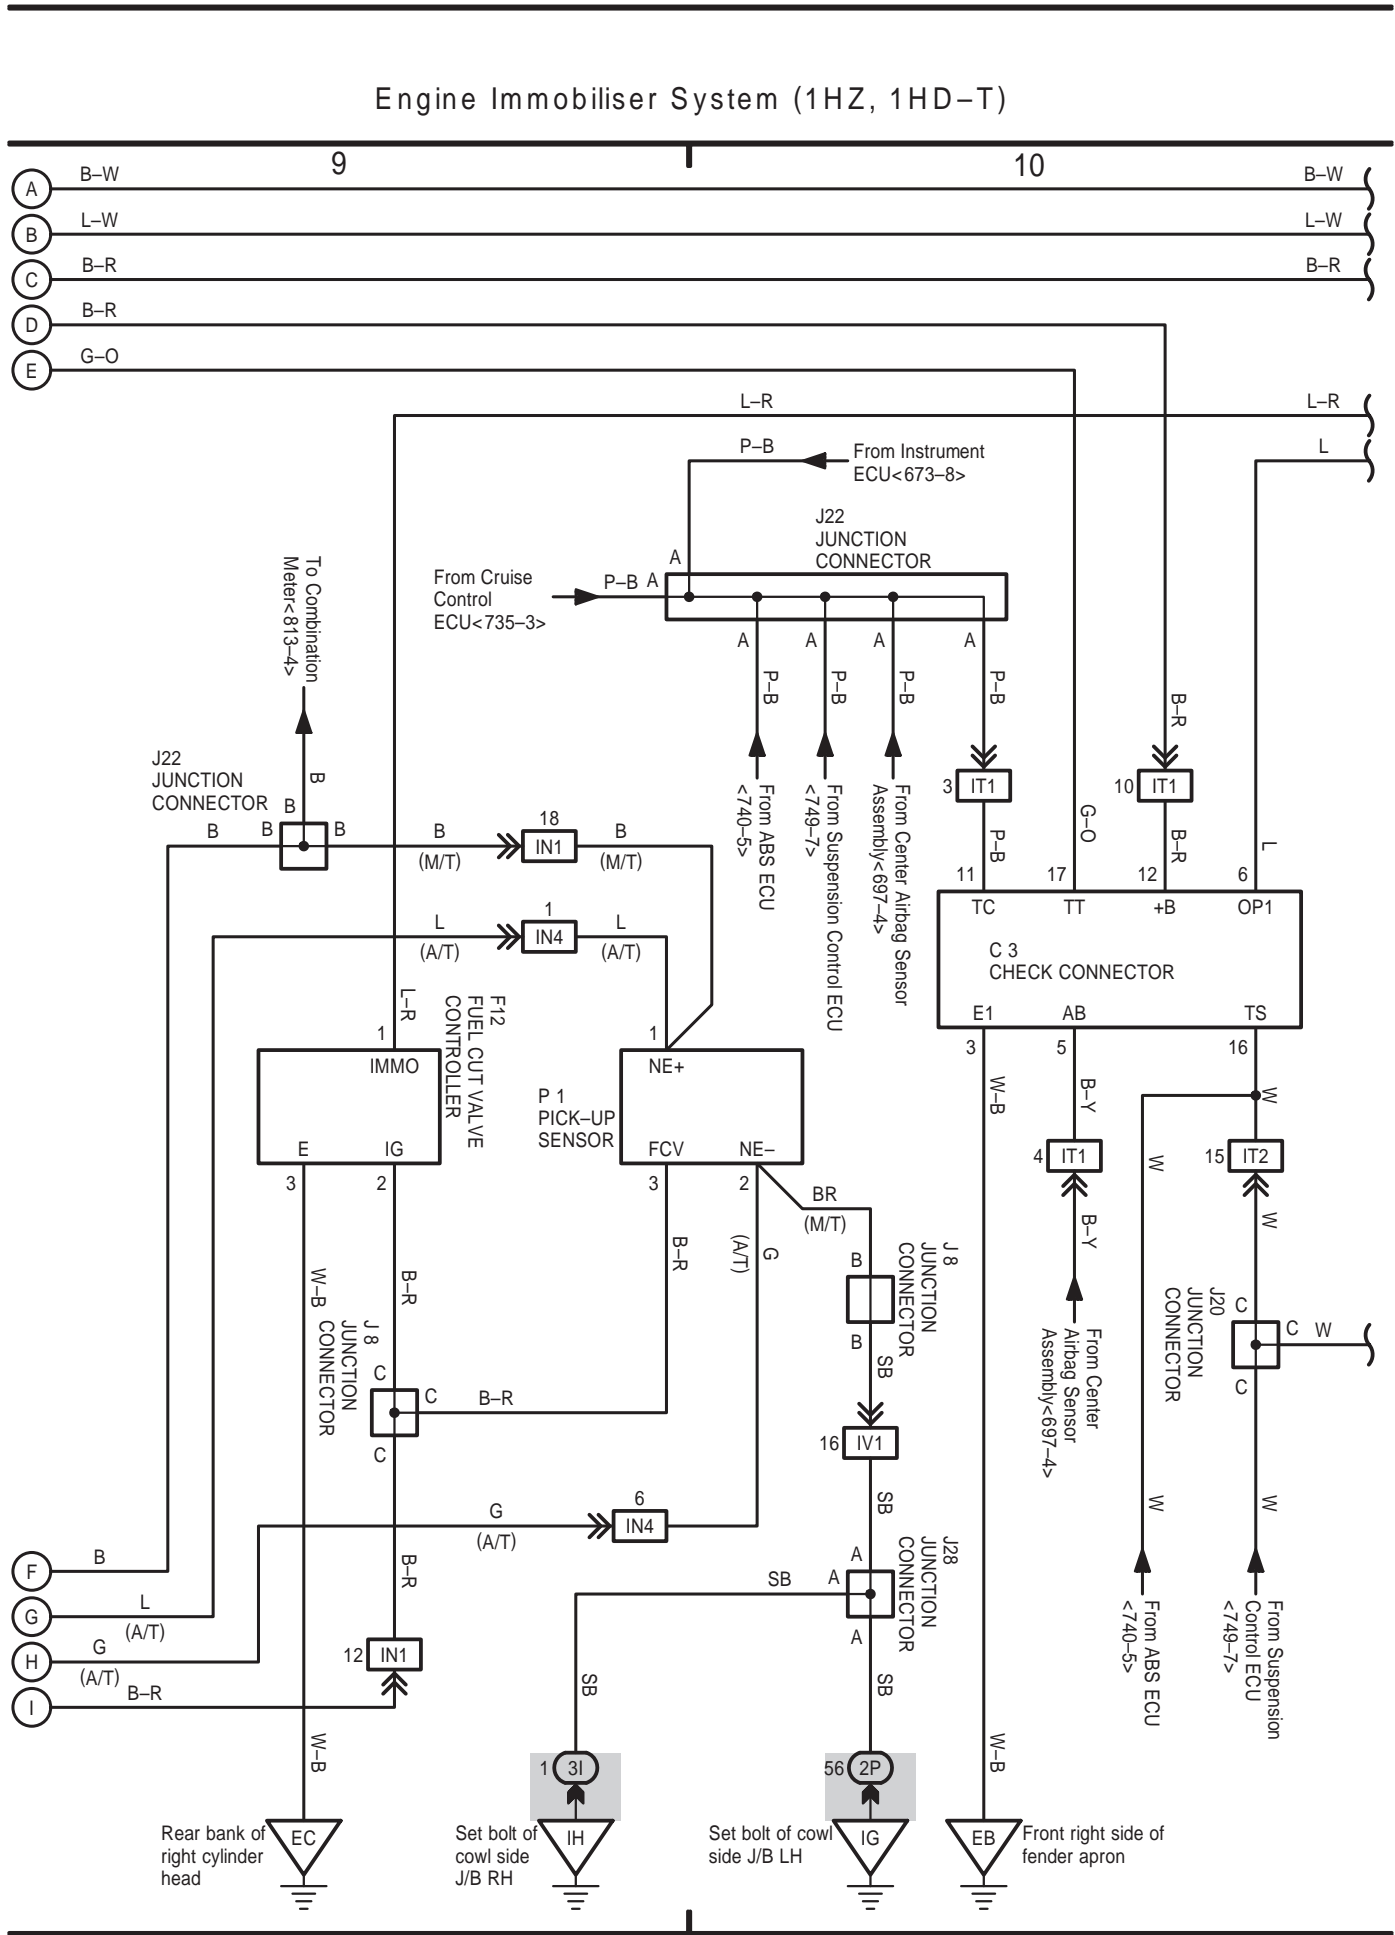 Engine Immobiliser System (1HZ, 1HD–T)
9
10
A
B–W
B–W
B
L–W
L–W
C
B–R
B–R
D
B–R
E
G–O
L–R
L–R
P–B
From Instrument
ECU<673–8>
L
J22
JUNCTION
CONNECTOR
A
From Cruise
Control
ECU<735–3>
P–B
A
To Combination
Meter<813–4>
A
A
A
A
P–B
P–B
P–B
P–B
B–R
J22
JUNCTION
CONNECTOR
B
B
B
B
B
B
(M/T)
18
IN1
B
(M/T)
From ABS ECU
<740–5>
From Suspension Control ECU
<749–7>
From Center Airbag Sensor
Assembly<697–4>
3
IT1
10
IT1
P–B
G–O
B–R
L
11
17
12
6
TC
TT
+B
OP1
C 3
CHECK CONNECTOR
E1
AB
TS
3
5
16
L
(A/T)
1
IN4
L
(A/T)
L–R
F12
FUEL CUT VALVE
CONTROLLER
1
IMMO
E
IG
3
2
1
NE+
P 1
PICK–UP
SENSOR
FCV
NE–
3
2
W–B
B–Y
W
4
IT1
W
15
IT2
BR
(M/T)
B–Y
W
W–B
B–R
B–R
(A/T)
G
J 8
JUNCTION
CONNECTOR
B
B
SB
J 8
JUNCTION
CONNECTOR
C
C
C
B–R
J20
JUNCTION
CONNECTOR
C
C
W
C
From Center
Airbag Sensor
Assembly<697–4>
16
IV1
SB
W
W
G
(A/T)
6
IN4
F
B
B–R
SB
A
A
A
J28
JUNCTION
CONNECTOR
G
L
(A/T)
H
G
(A/T)
12
IN1
I
B–R
SB
SB
From ABS ECU
<740–5>
From Suspension
Control ECU
<749–7>
W–B
W–B
1
3I
56
2P
Rear bank of
right cylinder
head
EC
Set bolt of
cowl side
J/B RH
IH
Set bolt of cowl
side J/B LH
IG
EB
Front right side of
fender apron